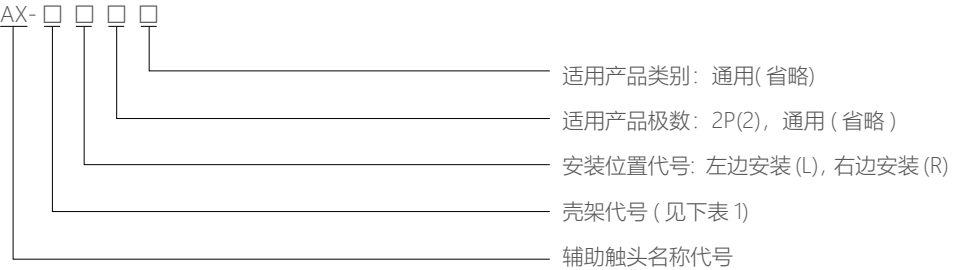 AX-□ □ □ □
适用产品类别：通用( 省略)
适用产品极数：2P(2)，通用 ( 省略 )
安装位置代号: 左边安装 (L), 右边安装 (R)
壳架代号 ( 见下表 1)
辅助触头名称代号